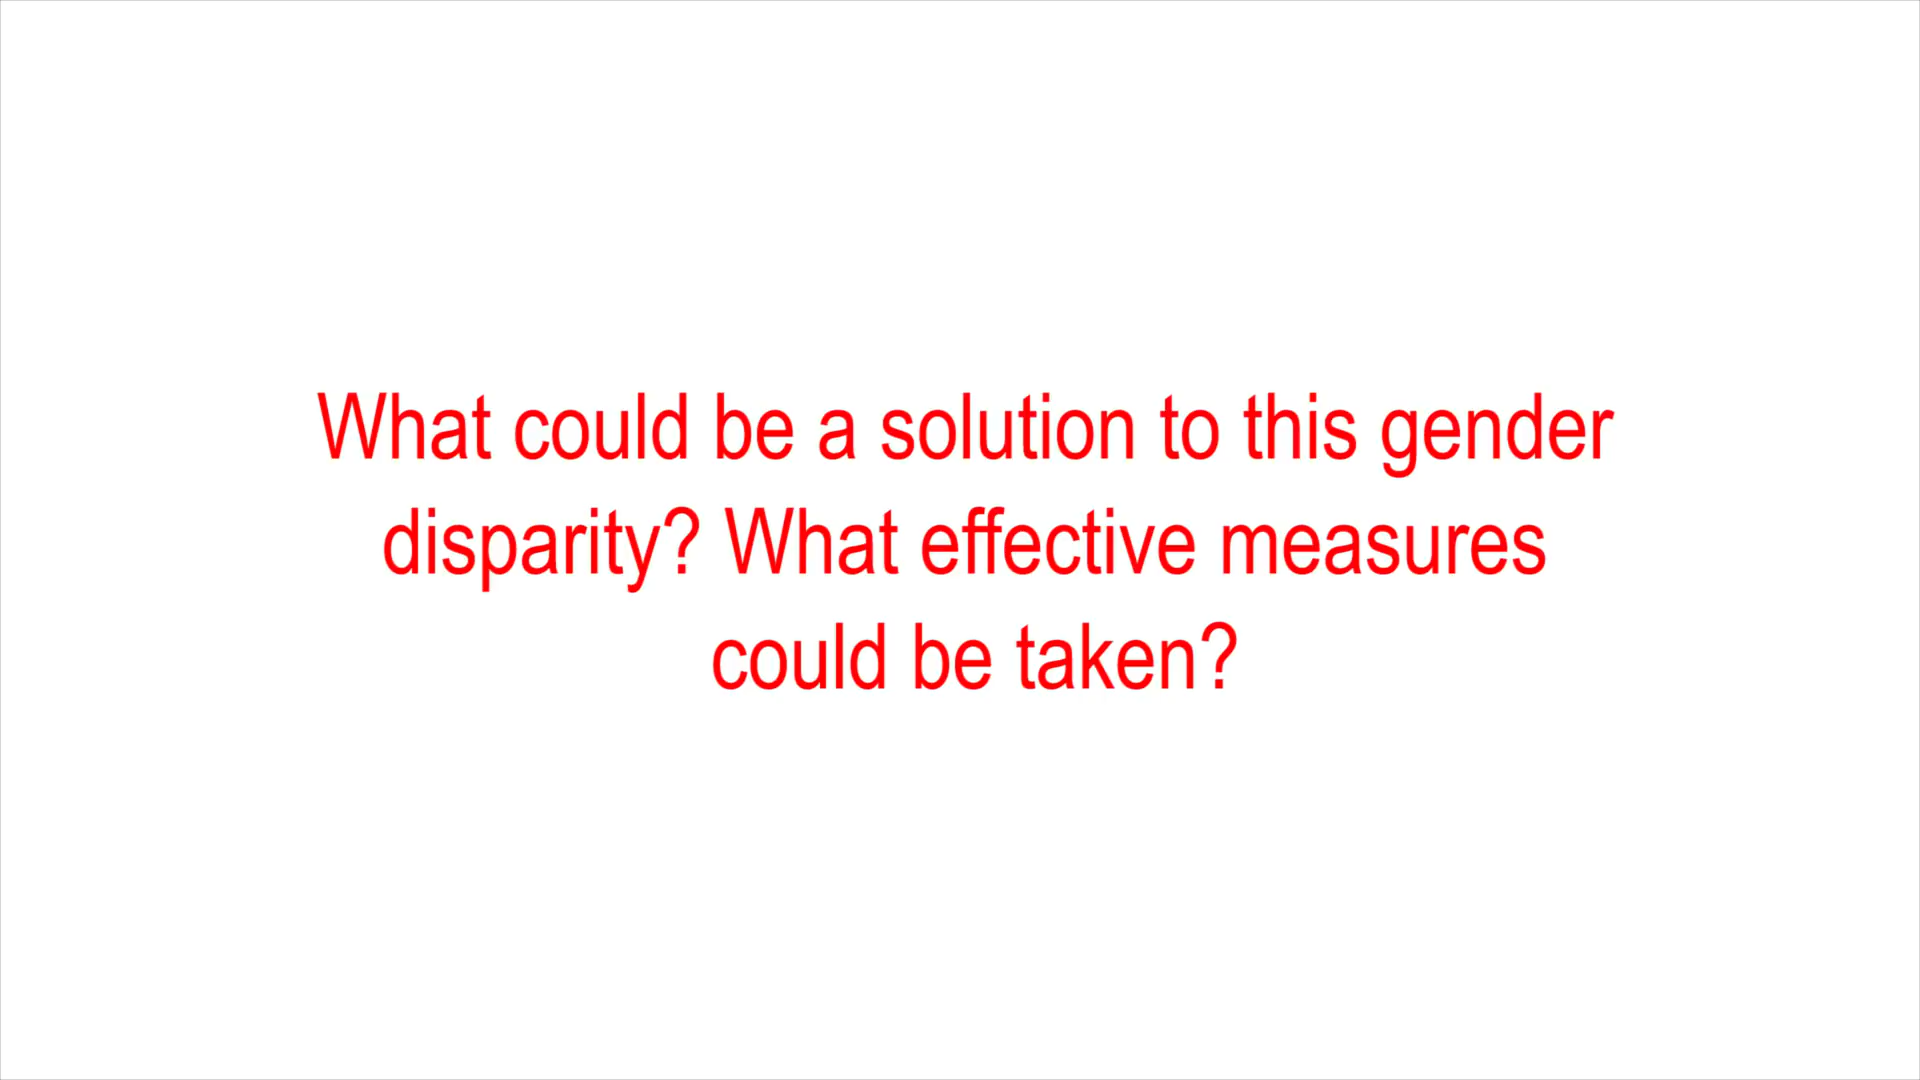 What could be a solution to this gender
disparity? What effective measures
could be taken?